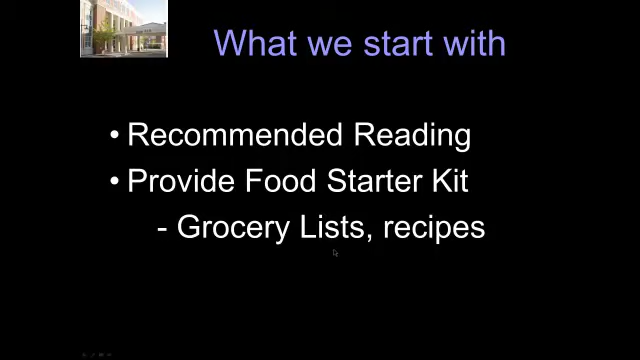 What we start with
• Recommended Reading
• Provide Food Starter Kit
- Grocery Lists, recipes